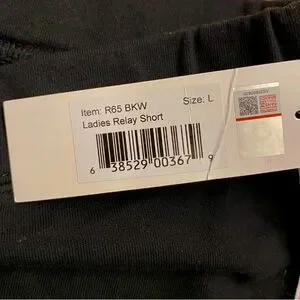 Item: R65 BKW Size: L
Ladies Relay Short
6 38529 00367 9